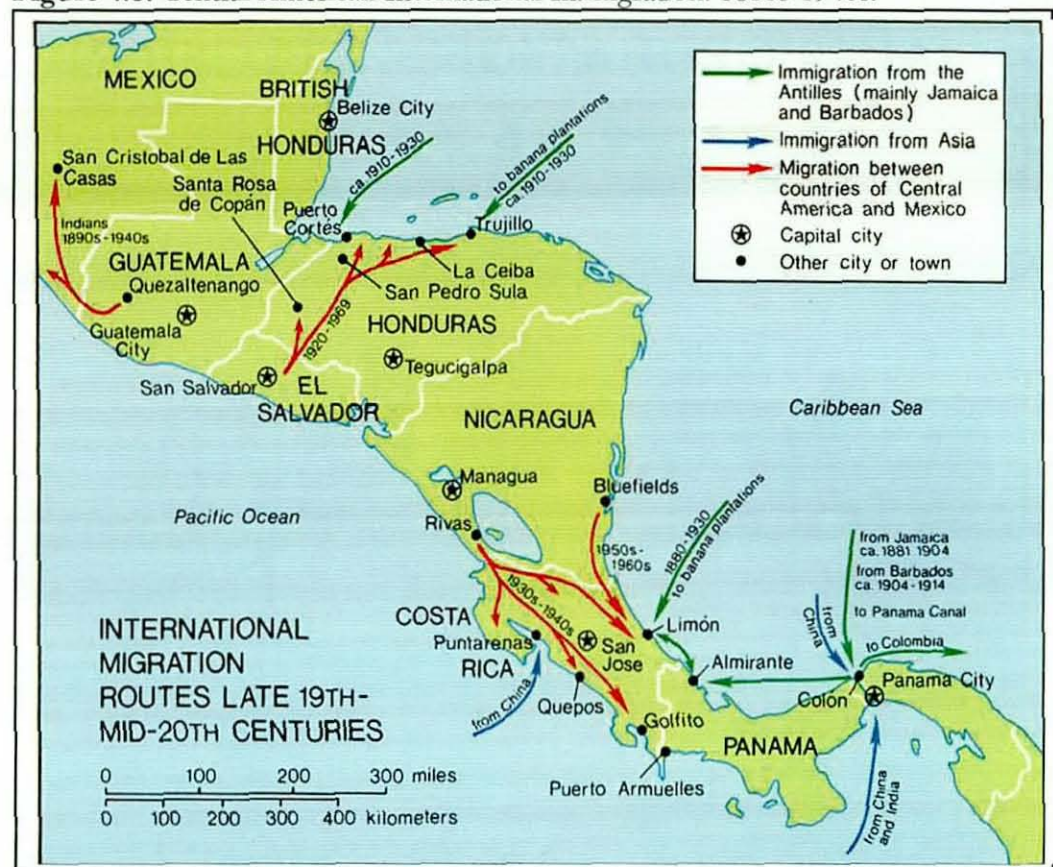 MEXICO
BRITISH
Belize City
HONDURAS
San Cristobal de Las
Casas
Santa Rosa
de Copán
ca. 1910-1930
to banana plantations
ca. 1910-1930
Puerto
Cortés
Trujillo
Indians
1890s-1940s
GUATEMALA
Quezaltenango
La Ceiba
San Pedro Sula
Guatemala
City
1920-1969
HONDURAS
Tegucigalpa
San Salvador
EL
SALVADOR
NICARAGUA
Caribbean Sea
Managua
Bluefields
Pacific Ocean
Rivas
1950s-
1960s
1880-1930
to banana plantations
from Jamaica
ca. 1881 1904
from Barbados
ca. 1904-1914
to Panama Canal
from
China
to Colombia
1930s-1940s
COSTA
RICA
Puntarenas
San
Jose
Limón
Almirante
Colón
Panama City
from China
Quepos
Golfito
PANAMA
Puerto Armuelles
from China
and India
Immigration from the
Antilles (mainly Jamaica
and Barbados)
Immigration from Asia
Migration between
countries of Central
America and Mexico
Capital city
Other city or town
INTERNATIONAL
MIGRATION
ROUTES LATE 19TH-
MID-20TH CENTURIES
0 100 200 300 miles
0 100 200 300 400 kilometers